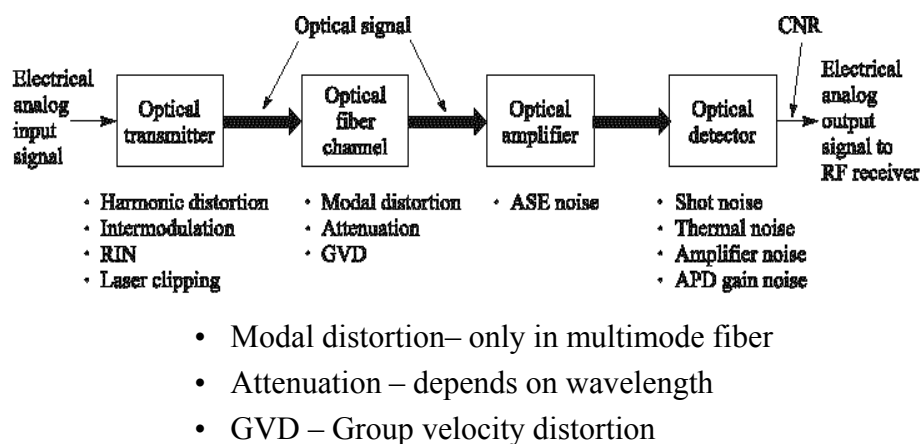 Optical signal
CNR
Electrical
analog
input
signal
Optical
transmitter
Optical
fiber
channel
Optical
amplifier
Optical
detector
Electrical
analog
output
signal to
RF receiver
• Harmonic distortion
• Intermodulation
• RIN
• Laser clipping
• Modal distortion
• Attenuation
• GVD
• ASE noise
• Shot noise
• Thermal noise
• Amplifier noise
• APD gain noise
• Modal distortion– only in multimode fiber
• Attenuation – depends on wavelength
• GVD – Group velocity distortion